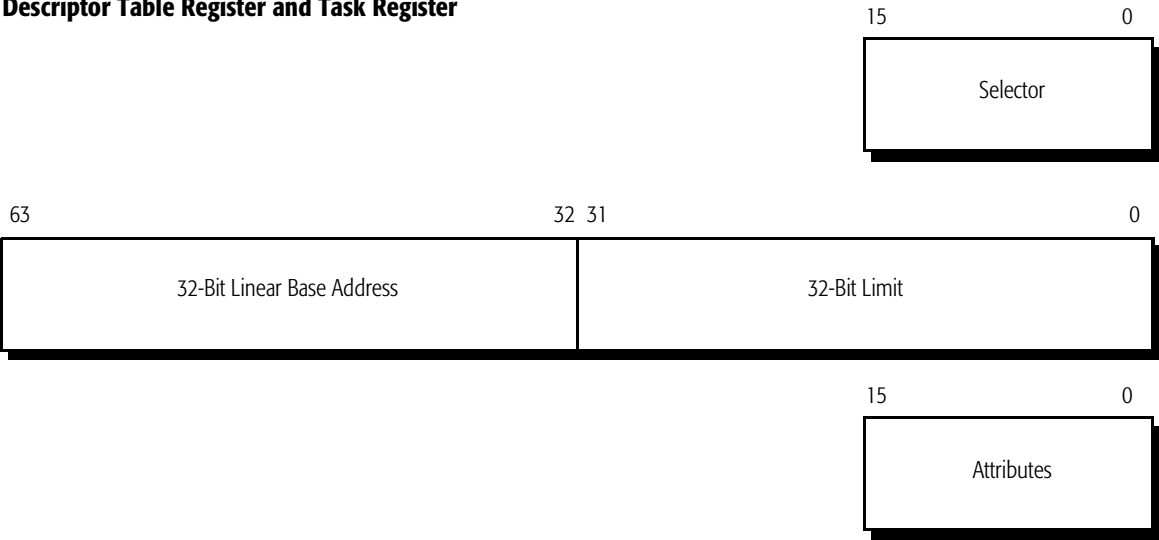 Descriptor Table Register and Task Register
15 0
Selector
63 32 31 0
32-Bit Linear Base Address 32-Bit Limit
15 0
Attributes